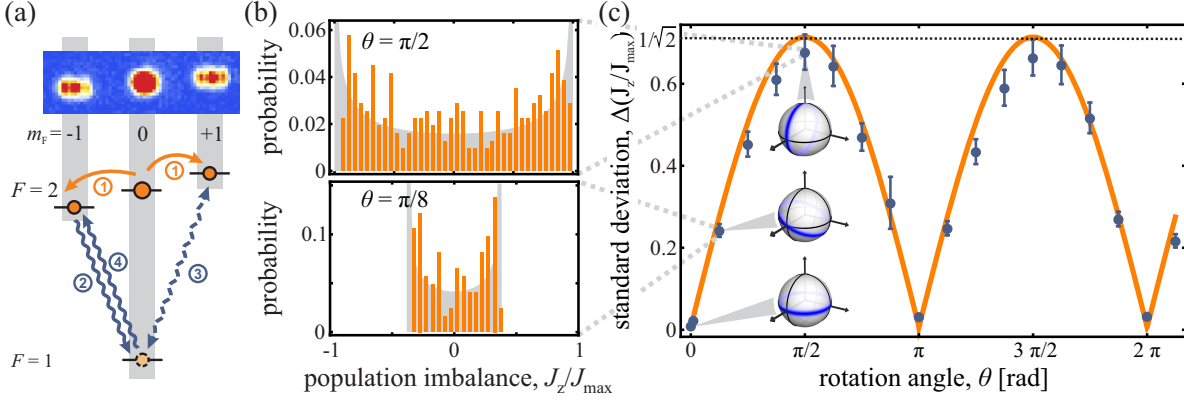 (a)
m_F = -1 0 +1
F = 2
1
1
2
4
3
F = 1
(b)
probability
0.06
0.04
0.02
0
θ = π/2
probability
0.1
0
θ = π/8
-1 0 1
population imbalance, J_z/J_max
(c)
standard deviation, Δ(J_z/J_max)
1/√2
0.6
0.4
0.2
0
0 π/2 π 3 π/2 2 π
rotation angle, θ [rad]